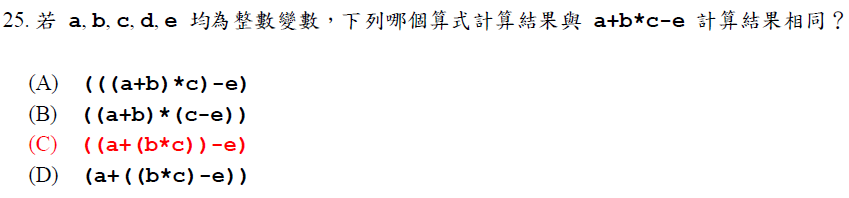 25. 若 a, b, c, d, e 均為整數變數，下列哪個算式計算結果與 a+b*c-e 計算結果相同？
(A) (((a+b)*c)-e)
(B) ((a+b)*(c-e))
(C) ((a+(b*c))-e)
(D) (a+((b*c)-e))